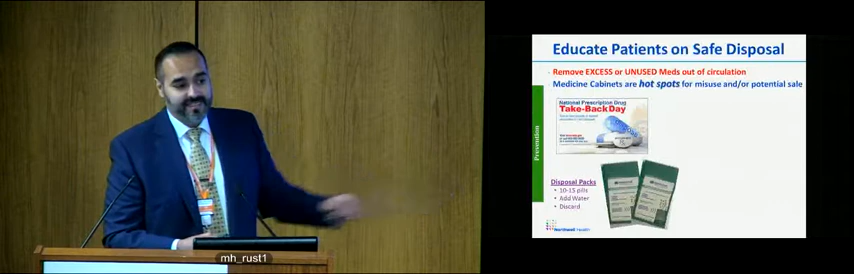 Educate Patients on Safe Disposal
Remove EXCESS or UNUSED Meds out of circulation
Medicine Cabinets are hot spots for misuse and/or potential sale
National Prescription Drug
Take-Back Day
Prevention
Disposal Packs
• 10-15 pills
• Add Water
• Discard
Northwell Health
mh_rust1